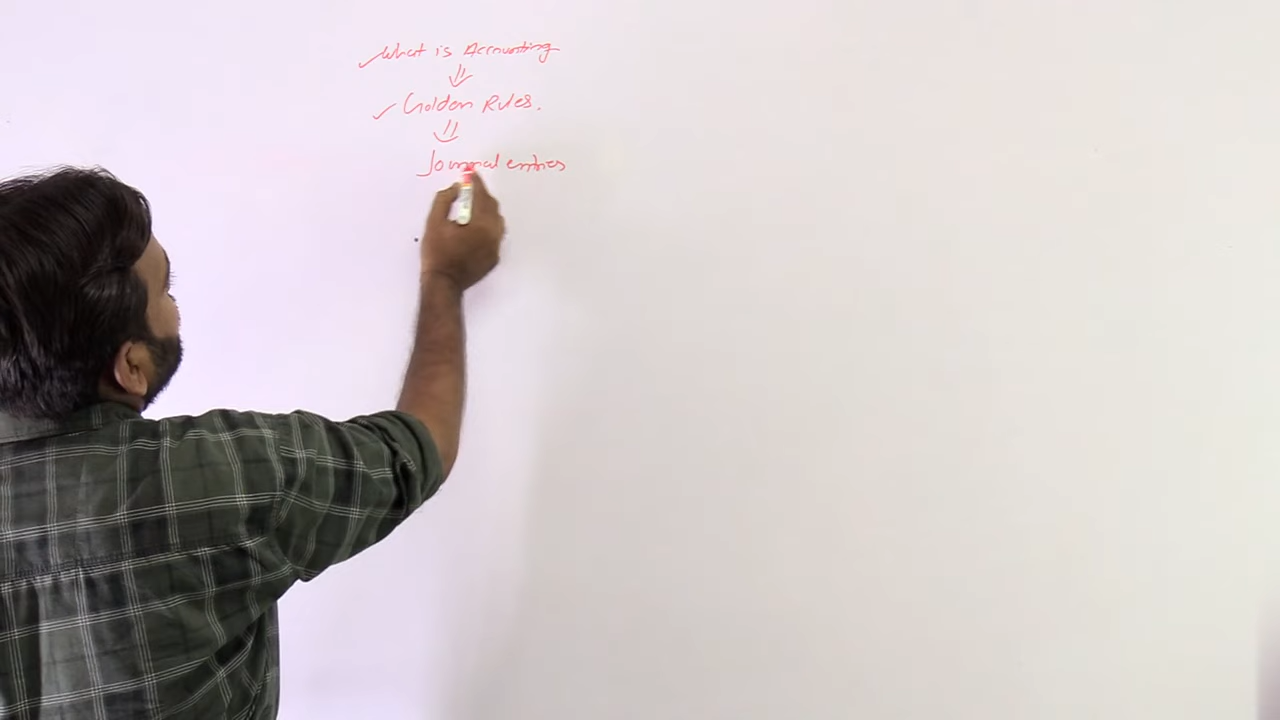 ✓ What is Accounting
⇓
✓ Golden Rules.
⇓
Journal entries